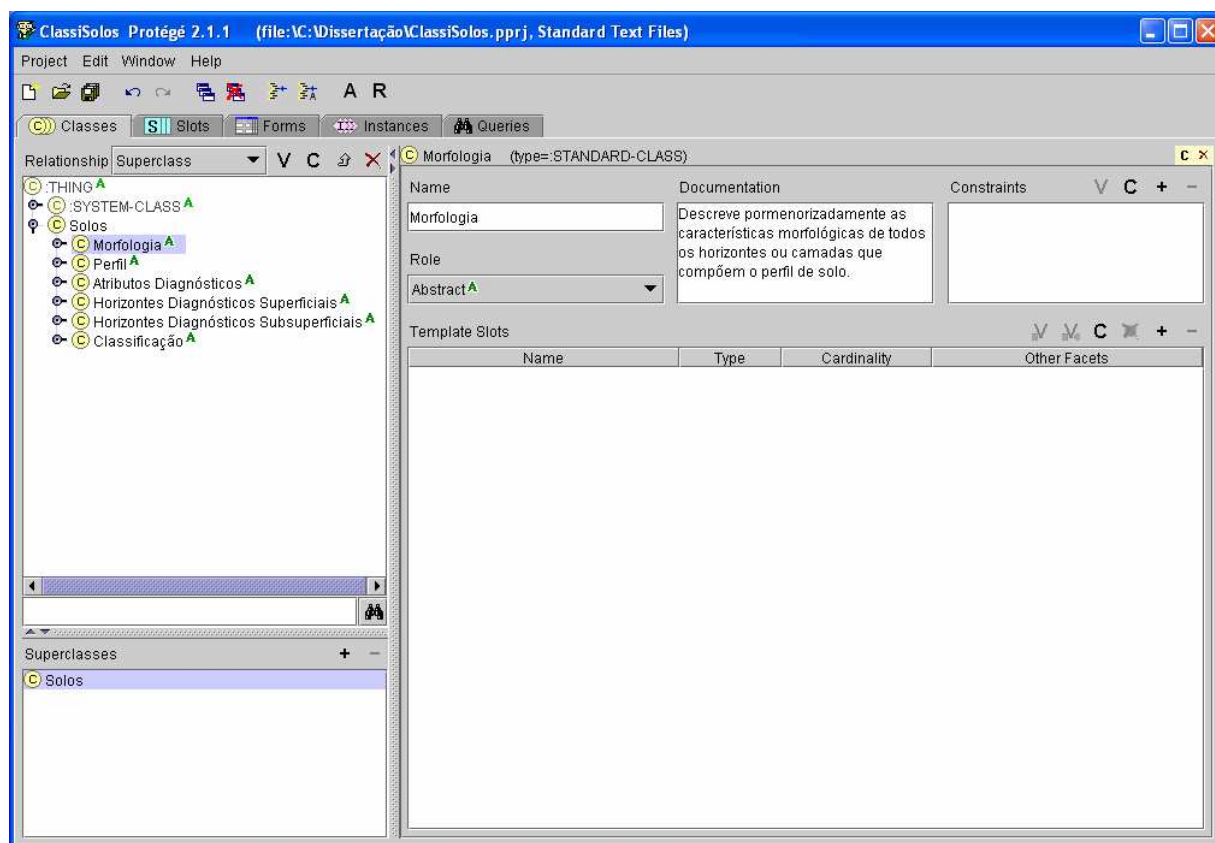 ClassiSolos Protégé 2.1.1 (file:\C:\Dissertação\ClassiSolos.pprj, Standard Text Files)
Project Edit Window Help
A R
Classes S Slots Forms Instances Queries
Relationship Superclass V C
C :THING A
C :SYSTEM-CLASS A
C Solos
C Morfologia A
C Perfil A
C Atributos Diagnósticos A
C Horizontes Diagnósticos Superficiais A
C Horizontes Diagnósticos Subsuperficiais A
C Classificação A
Superclasses + -
C Solos
C Morfologia (type=:STANDARD-CLASS) C ×
Name
Morfologia
Role
Abstract A
Documentation
Descreve pormenorizadamente as
características morfológicas de todos
os horizontes ou camadas que
compõem o perfil de solo.
Constraints V C + -
Template Slots V V C + -
Name Type Cardinality Other Facets